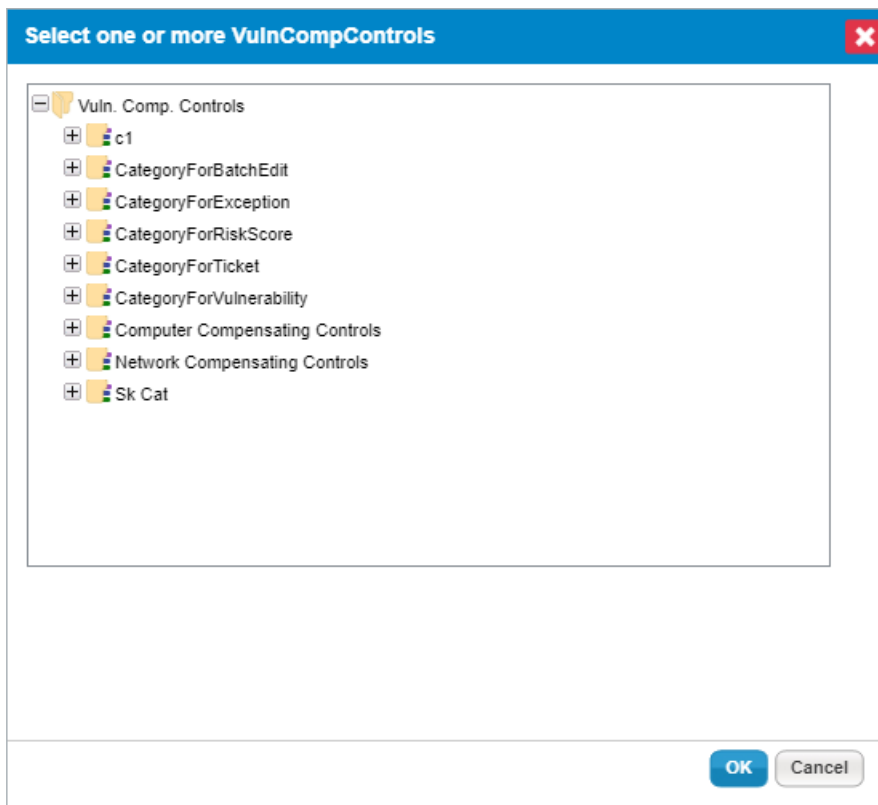 Select one or more VulnCompControls
Vuln. Comp. Controls
c1
CategoryForBatchEdit
CategoryForException
CategoryForRiskScore
CategoryForTicket
CategoryForVulnerability
Computer Compensating Controls
Network Compensating Controls
Sk Cat
OK Cancel